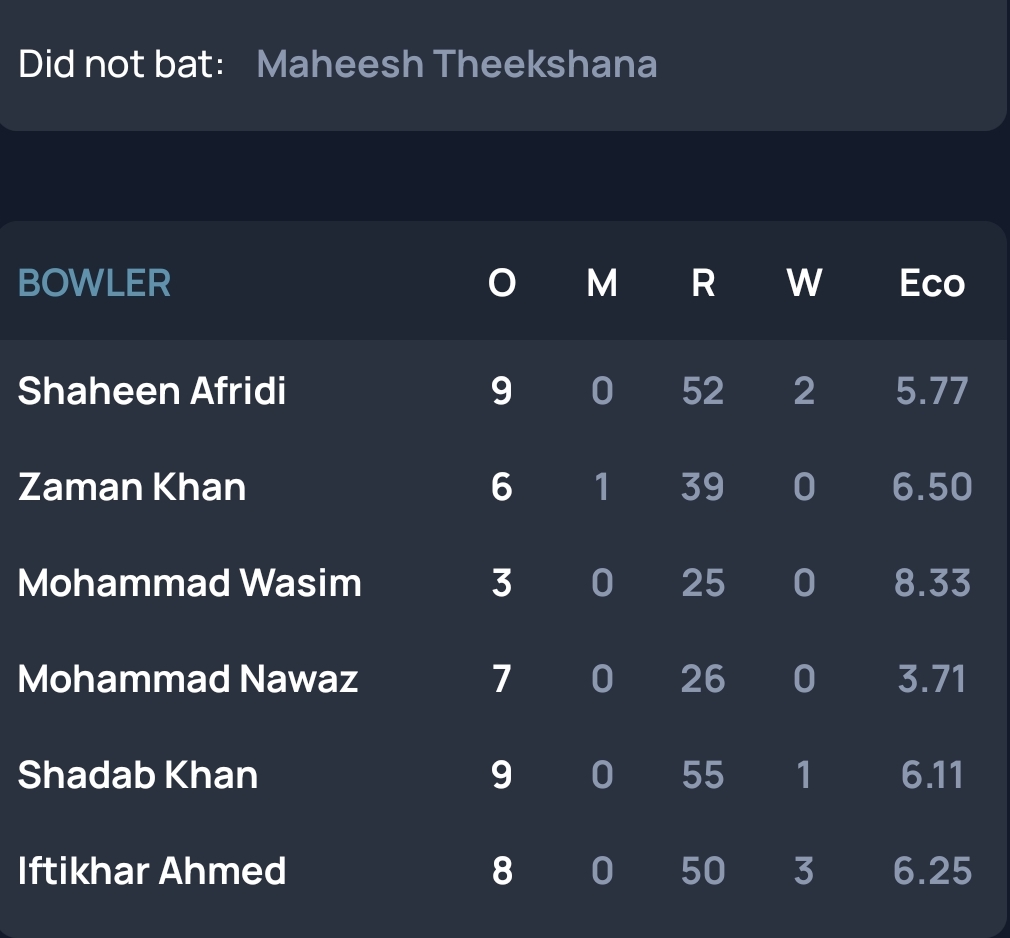 Did not bat: Maheesh Theekshana
BOWLER O M R W Eco
Shaheen Afridi 9 0 52 2 5.77
Zaman Khan 6 1 39 0 6.50
Mohammad Wasim 3 0 25 0 8.33
Mohammad Nawaz 7 0 26 0 3.71
Shadab Khan 9 0 55 1 6.11
Iftikhar Ahmed 8 0 50 3 6.25